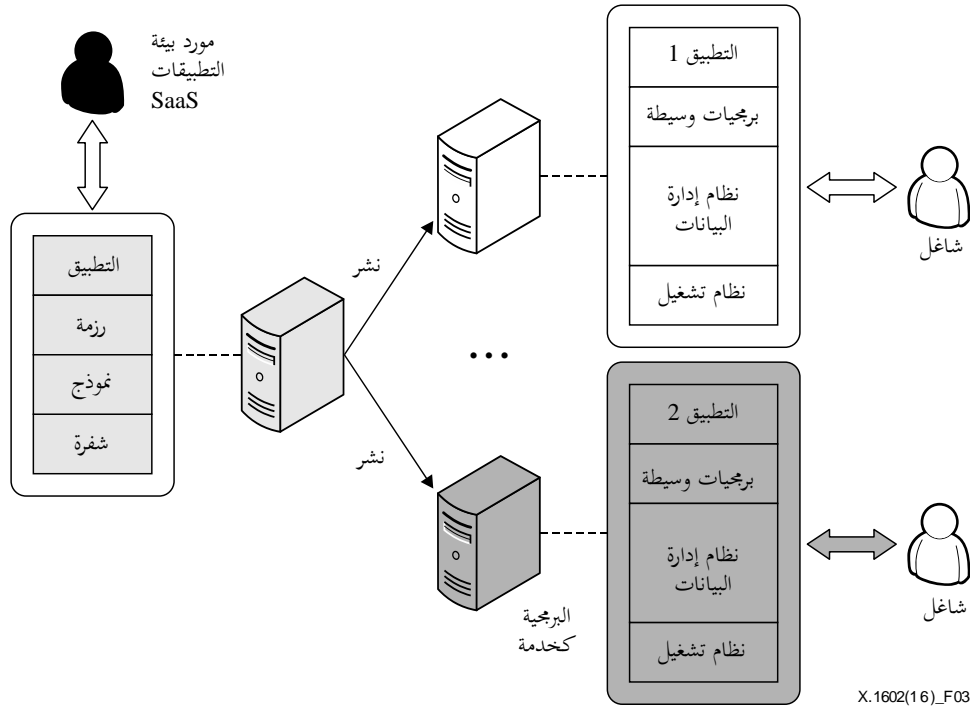 مورد بيئة
التطبيقات
SaaS
التطبيق
رزمة
نموذج
شفرة
نشر
نشر
...
التطبيق 1
برمجيات وسيطة
نظام إدارة
البيانات
نظام تشغيل
شاغل
التطبيق 2
برمجيات وسيطة
نظام إدارة
البيانات
نظام تشغيل
شاغل
البرمجية
كخدمة
X.1602(16)_F03